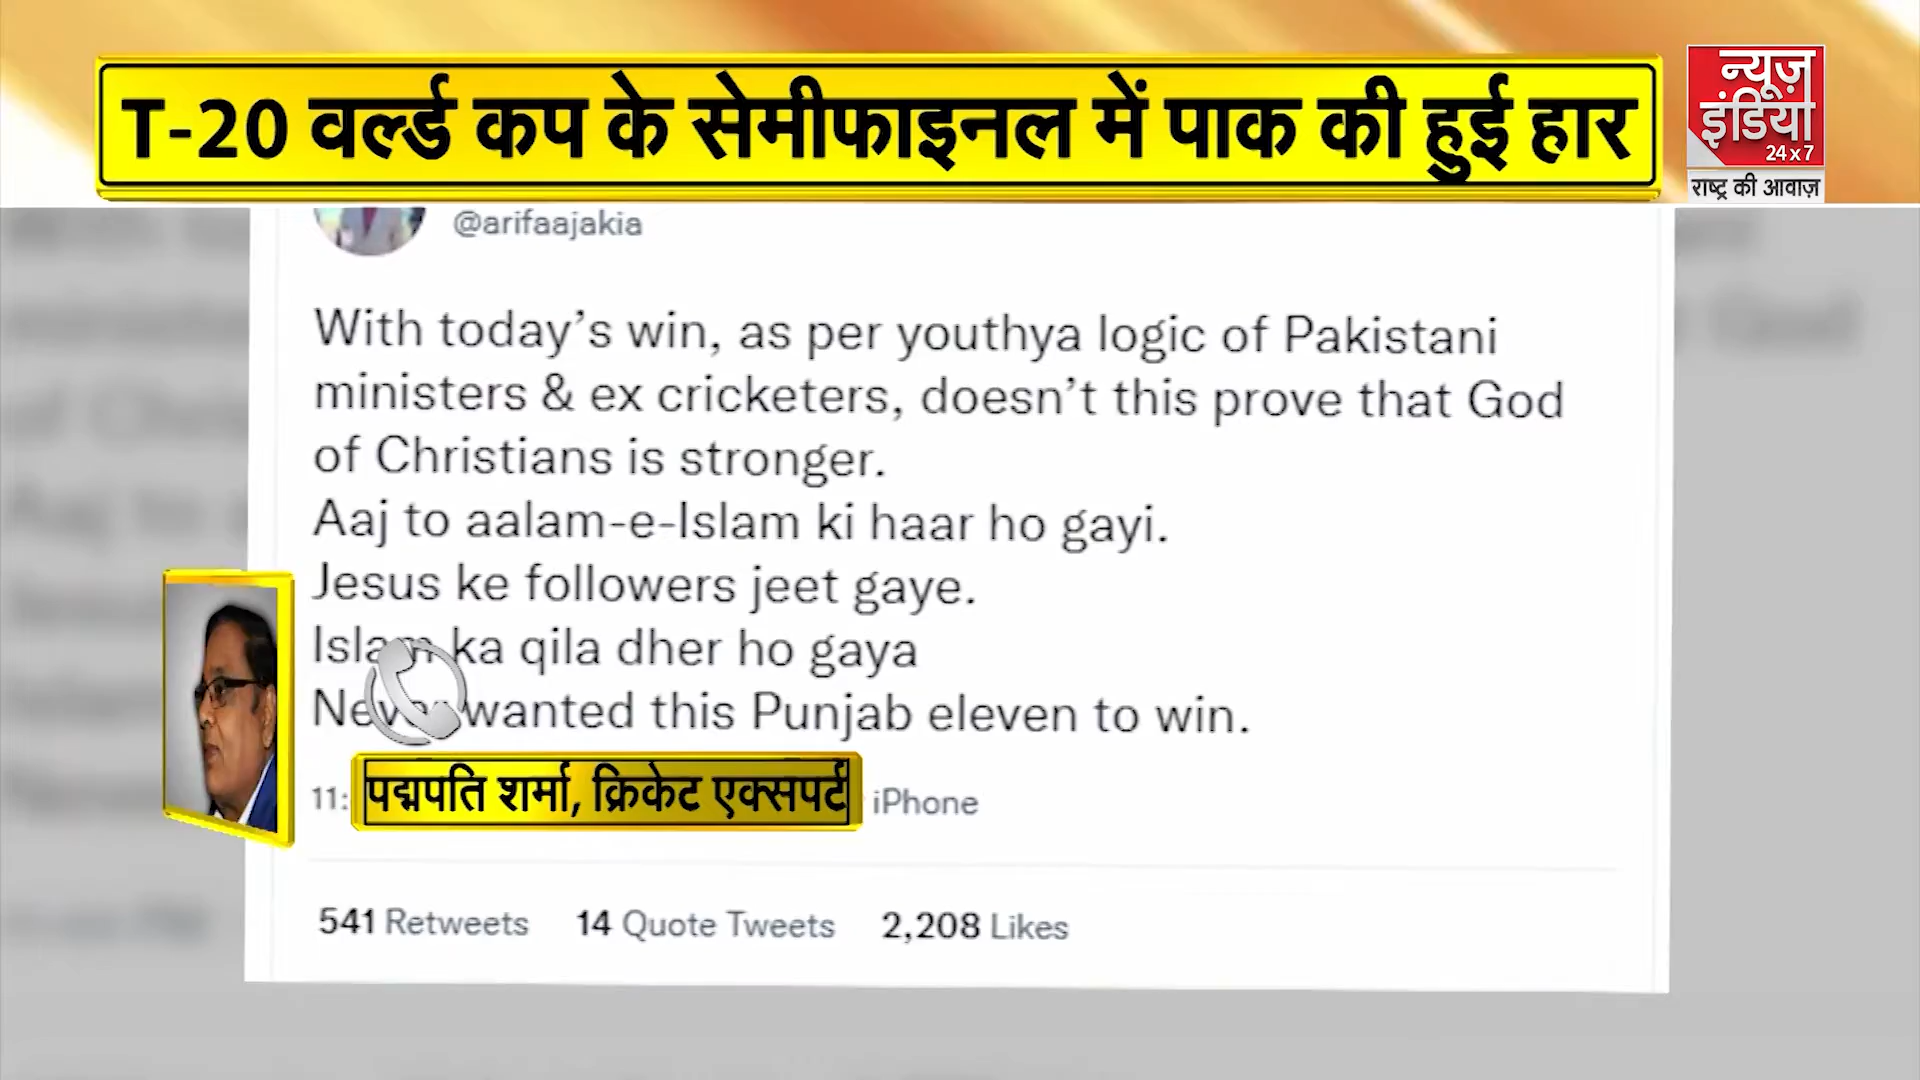 T-20 वर्ल्ड कप के सेमीफाइनल में पाक की हुई हार
न्यूज़
इंडिया
24x7
राष्ट्र की आवाज़
@arifaajakia
With today's win, as per youthya logic of Pakistani
ministers & ex cricketers, doesn't this prove that God
of Christians is stronger.
Aaj to aalam-e-Islam ki haar ho gayi.
Jesus ke followers jeet gaye.
Islam ka qila dher ho gaya
Never wanted this Punjab eleven to win.
11:
iPhone
पद्मपति शर्मा, क्रिकेट एक्सपर्ट
541 Retweets 14 Quote Tweets 2,208 Likes